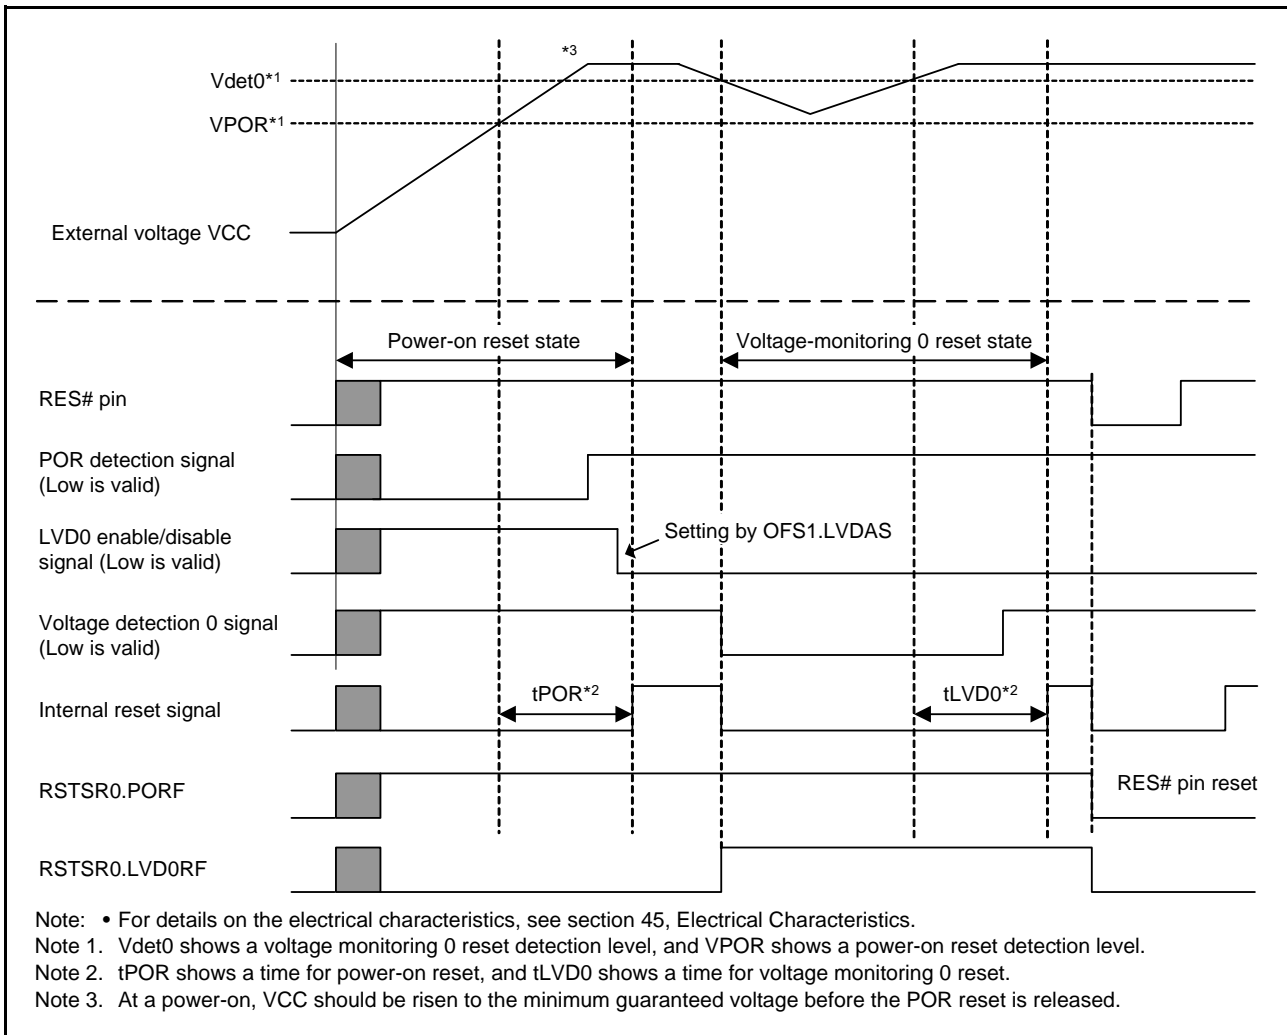 *3
Vdet0*1
VPOR*1
External voltage VCC
Power-on reset state
Voltage-monitoring 0 reset state
RES# pin
POR detection signal
(Low is valid)
LVD0 enable/disable
signal (Low is valid)
Setting by OFS1.LVDAS
Voltage detection 0 signal
(Low is valid)
tPOR*2
tLVD0*2
Internal reset signal
RSTSR0.PORF
RES# pin reset
RSTSR0.LVD0RF
Note: • For details on the electrical characteristics, see section 45, Electrical Characteristics.
Note 1. Vdet0 shows a voltage monitoring 0 reset detection level, and VPOR shows a power-on reset detection level.
Note 2. tPOR shows a time for power-on reset, and tLVD0 shows a time for voltage monitoring 0 reset.
Note 3. At a power-on, VCC should be risen to the minimum guaranteed voltage before the POR reset is released.